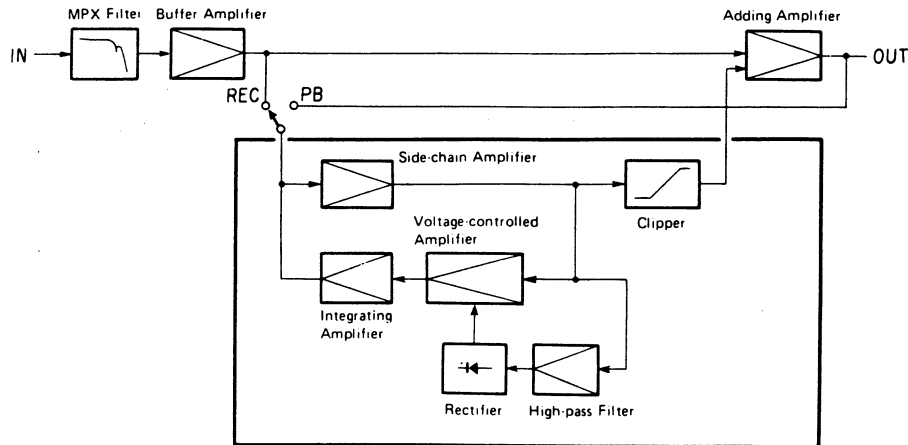 MPX Filter
Buffer Amplifier
Adding Amplifier
IN
OUT
REC
PB
Side-chain Amplifier
Voltage-controlled
Amplifier
Clipper
Integrating
Amplifier
Rectifier
High-pass Filter